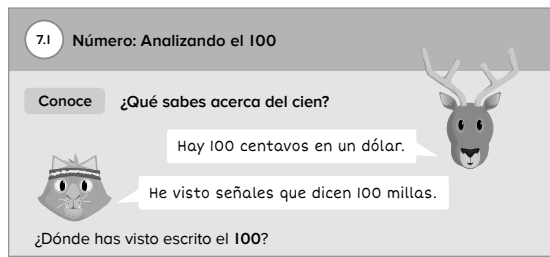 7.1 Número: Analizando el 100
Conoce ¿Qué sabes acerca del cien?
Hay 100 centavos en un dólar.
He visto señales que dicen 100 millas.
¿Dónde has visto escrito el 100?